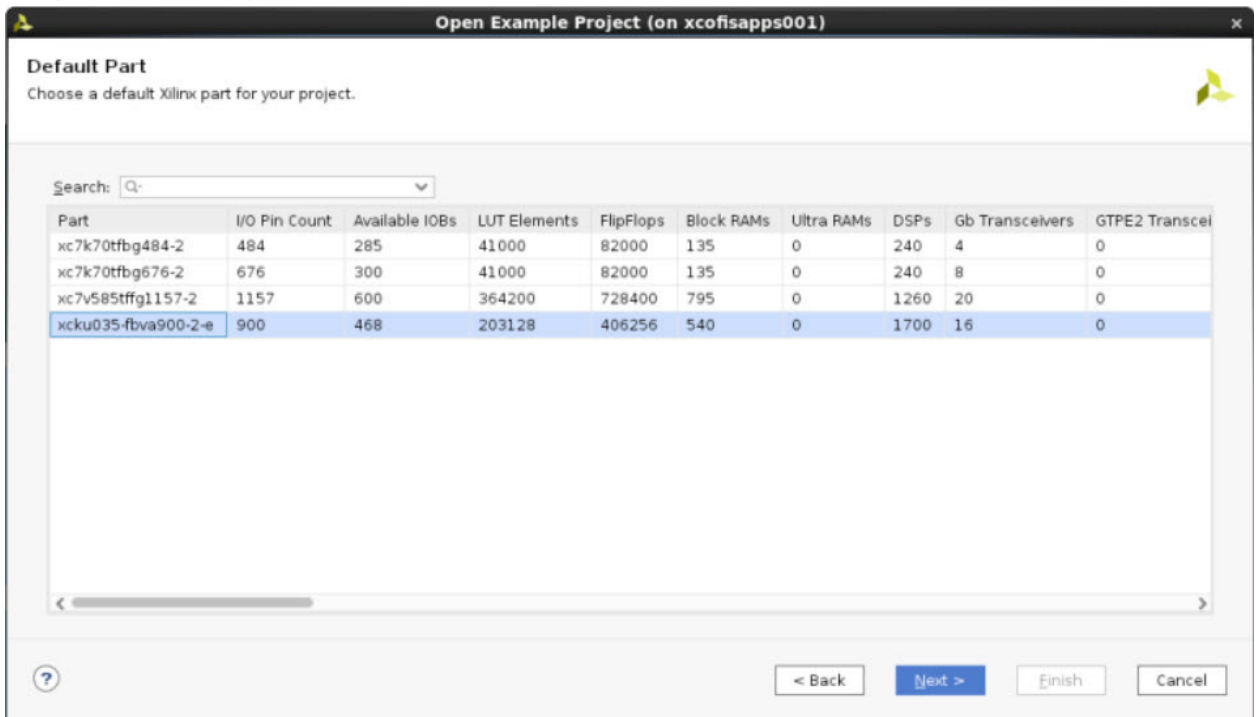 Open Example Project (on xcofisapps001)
Default Part
Choose a default Xilinx part for your project.
Search:
Part I/O Pin Count Available IOBs LUT Elements FlipFlops Block RAMs Ultra RAMs DSPs Gb Transceivers GTPE2 Transcei
xc7k70tfbg484-2 484 285 41000 82000 135 0 240 4 0
xc7k70tfbg676-2 676 300 41000 82000 135 0 240 8 0
xc7v585tffg1157-2 1157 600 364200 728400 795 0 1260 20 0
xcku035-fbva900-2-e 900 468 203128 406256 540 0 1700 16 0
? < Back Next > Finish Cancel